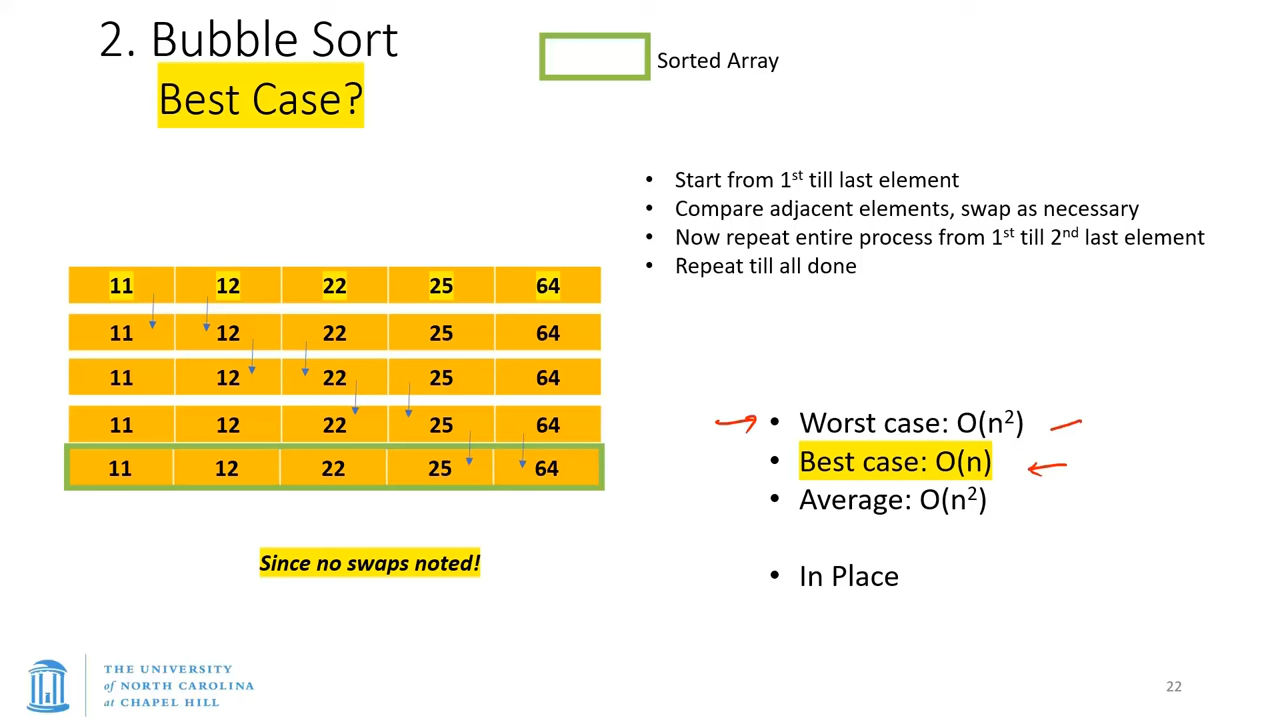 2. Bubble Sort
Best Case?
Sorted Array
• Start from 1st till last element
• Compare adjacent elements, swap as necessary
• Now repeat entire process from 1st till 2nd last element
• Repeat till all done
11 12 22 25 64
11 12 22 25 64
11 12 22 25 64
11 12 22 25 64
11 12 22 25 64
Since no swaps noted!
• Worst case: O(n²)
• Best case: O(n)
• Average: O(n²)
• In Place
THE UNIVERSITY
of NORTH CAROLINA
at CHAPEL HILL
22